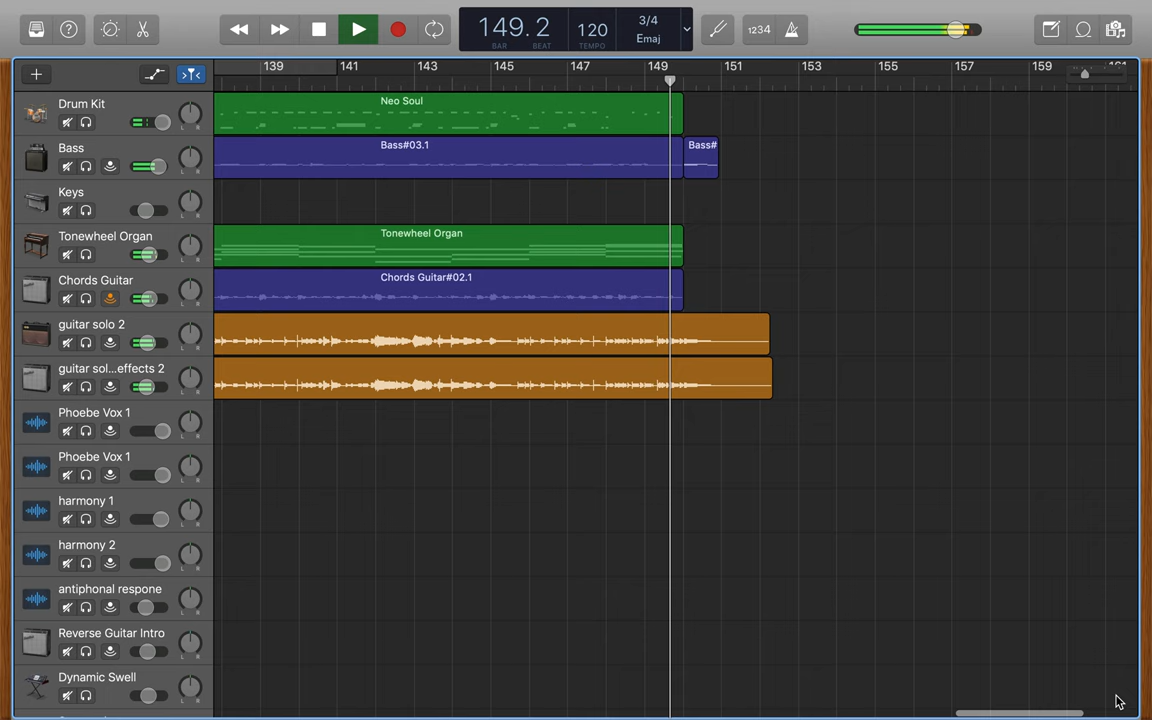 149.2
BAR BEAT
120
TEMPO
3/4
Emaj
1234
139 141 143 145 147 149 151 153 155 157 159 161
Drum Kit
Neo Soul
L R
Bass
Bass#03.1
Bass#
L R
Keys
L R
Tonewheel Organ
Tonewheel Organ
L R
Chords Guitar
Chords Guitar#02.1
L R
guitar solo 2
L R
guitar sol...effects 2
L R
Phoebe Vox 1
L R
Phoebe Vox 1
L R
harmony 1
L R
harmony 2
L R
antiphonal respone
L R
Reverse Guitar Intro
L R
Dynamic Swell
L R